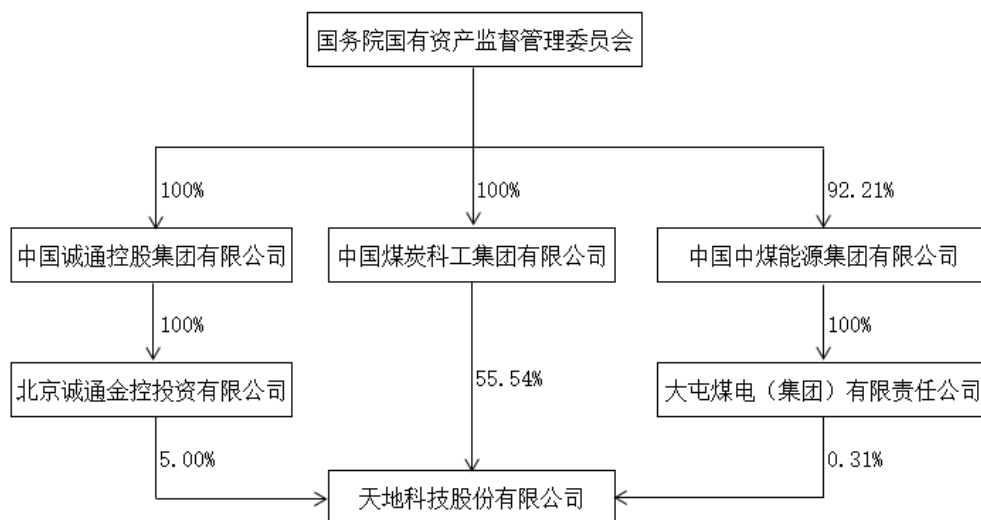 国务院国有资产监督管理委员会
100%
100%
92.21%
中国诚通控股集团有限公司
中国煤炭科工集团有限公司
中国中煤能源集团有限公司
100%
100%
北京诚通金控投资有限公司
55.54%
大屯煤电（集团）有限责任公司
5.00%
0.31%
天地科技股份有限公司